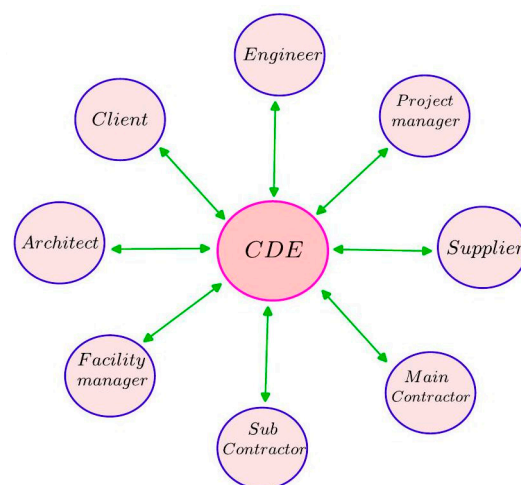 Engineer
Client
Project
manager
Architect
CDE
Supplier
Facility
manager
Main
Contractor
Sub
Contractor